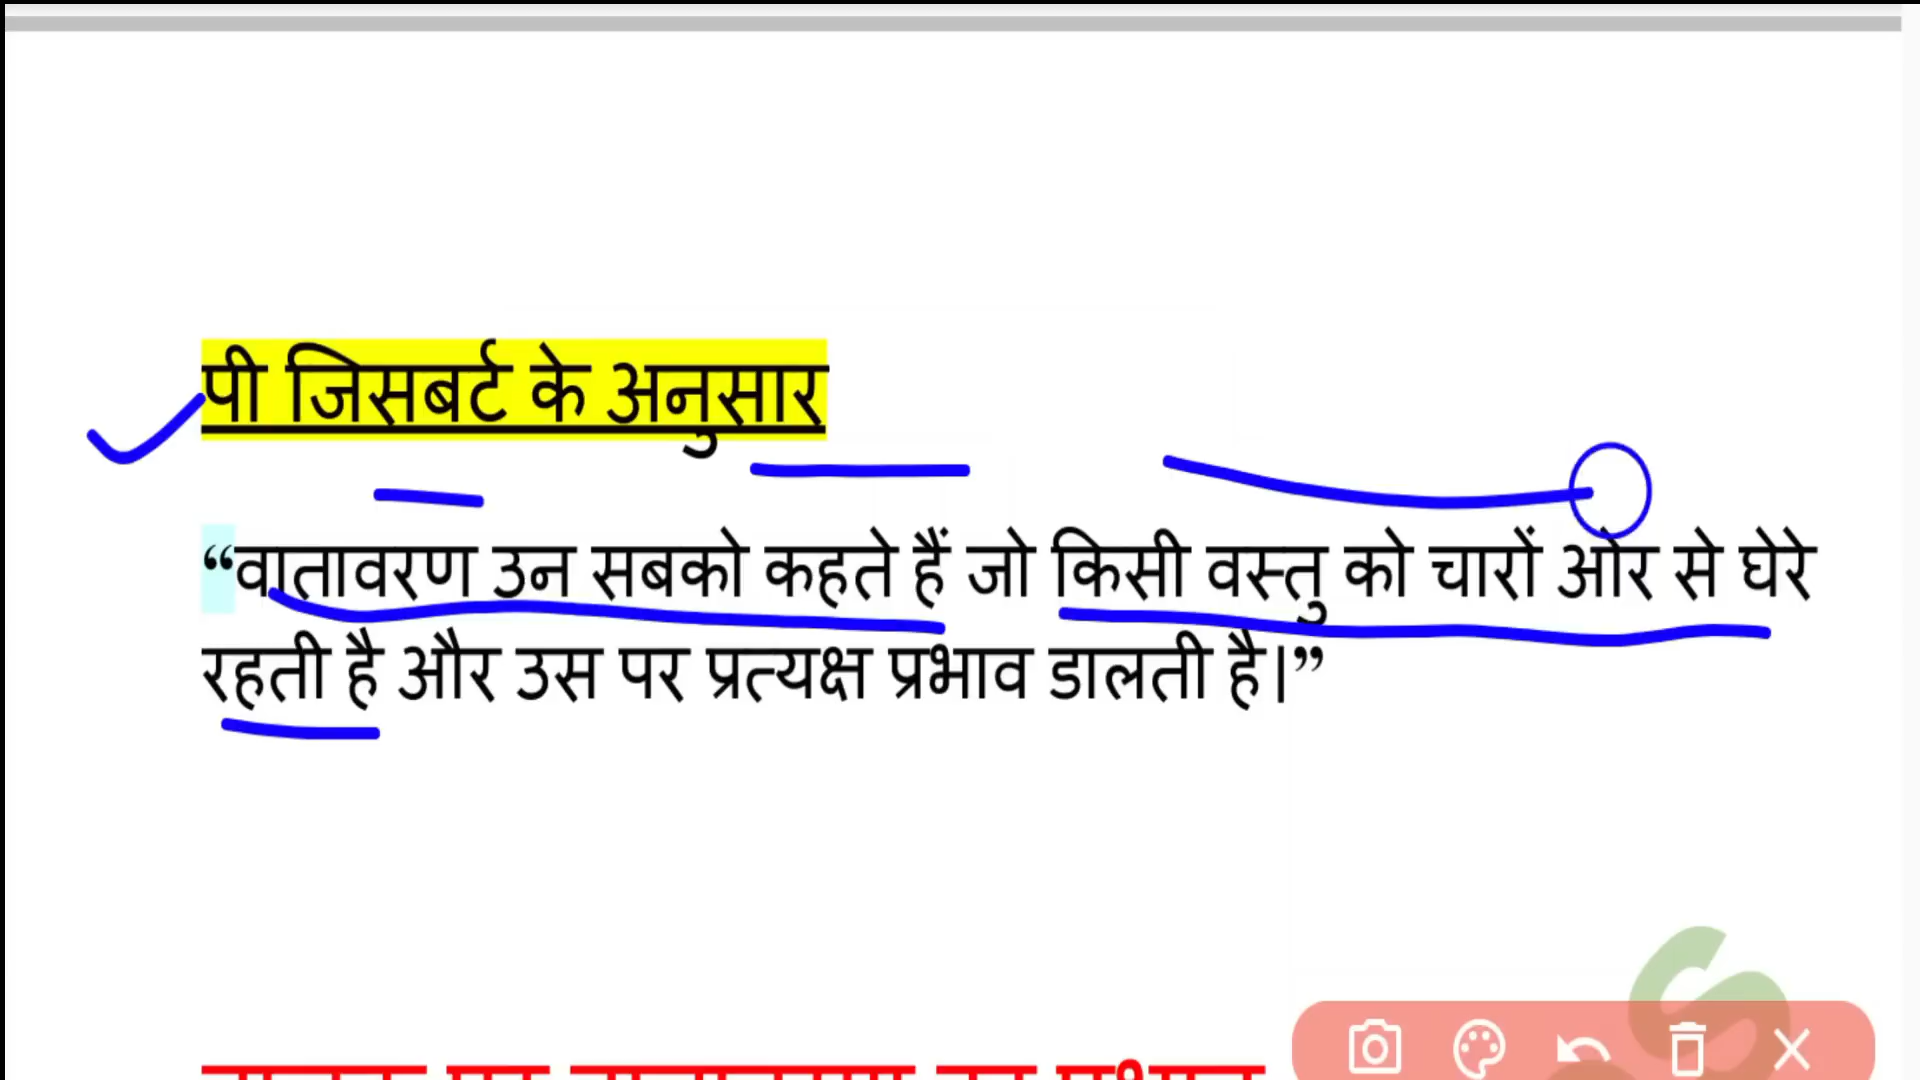 पी जिसबर्ट के अनुसार
“वातावरण उन सबको कहते हैं जो किसी वस्तु को चारों ओर से घेरे
रहती है और उस पर प्रत्यक्ष प्रभाव डालती है।”